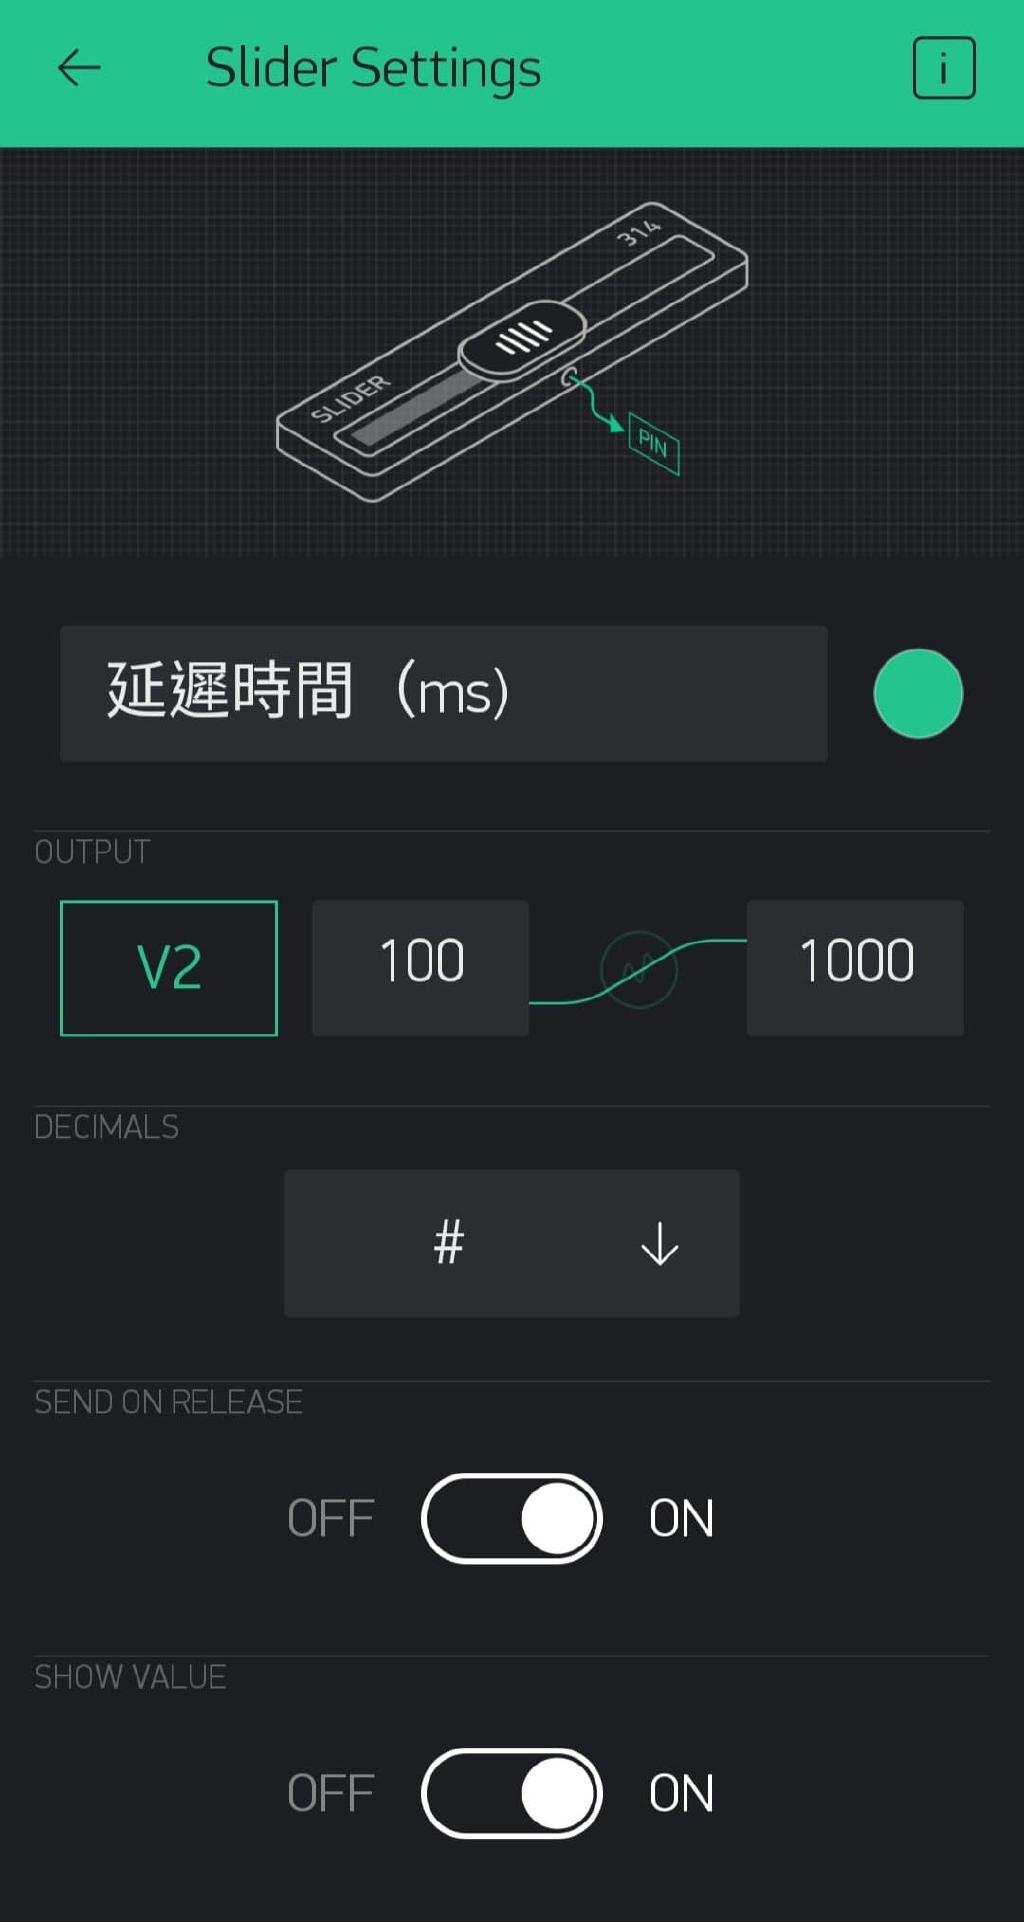 Slider Settings
i
314
SLIDER
PIN
延遲時間（ms)
OUTPUT
V2 100 1000
DECIMALS
#
SEND ON RELEASE
OFF ON
SHOW VALUE
OFF ON